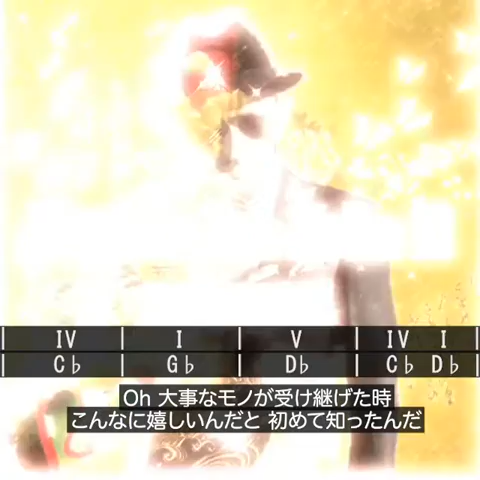 | IV | I | V | IV I |
| C♭ | G♭ | D♭ | C♭ D♭ |
Oh 大事なモノが受け継げた時
こんなに嬉しいんだと 初めて知ったんだ